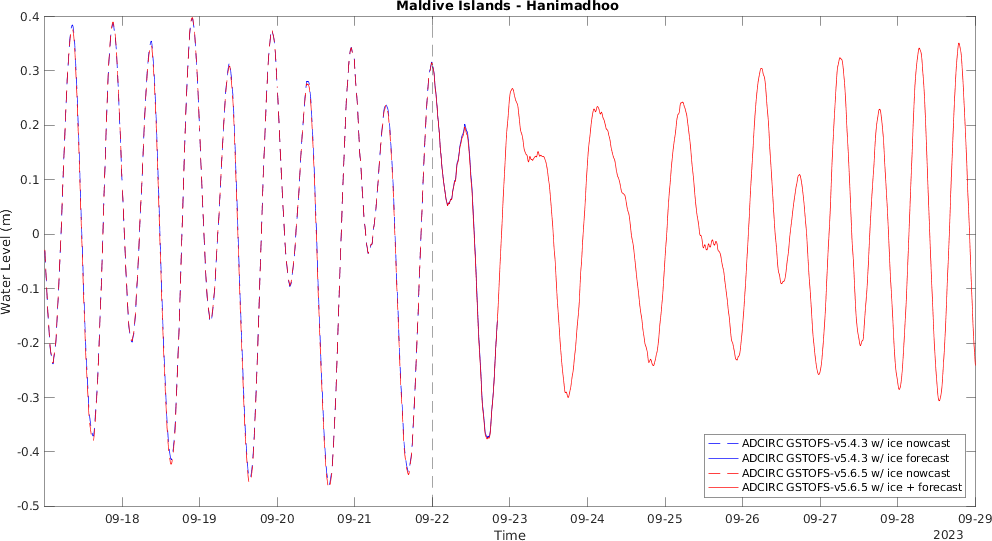 Maldive Islands - Hanimadhoo
0.4
0.3
0.2
0.1
0
-0.1
-0.2
-0.3
-0.4
-0.5
Water Level (m)
ADCIRC GSTOFS-v5.4.3 w/ ice nowcast
ADCIRC GSTOFS-v5.4.3 w/ ice forecast
ADCIRC GSTOFS-v5.6.5 w/ ice nowcast
ADCIRC GSTOFS-v5.6.5 w/ ice + forecast
09-18 09-19 09-20 09-21 09-22 09-23 09-24 09-25 09-26 09-27 09-28 09-29
Time
2023